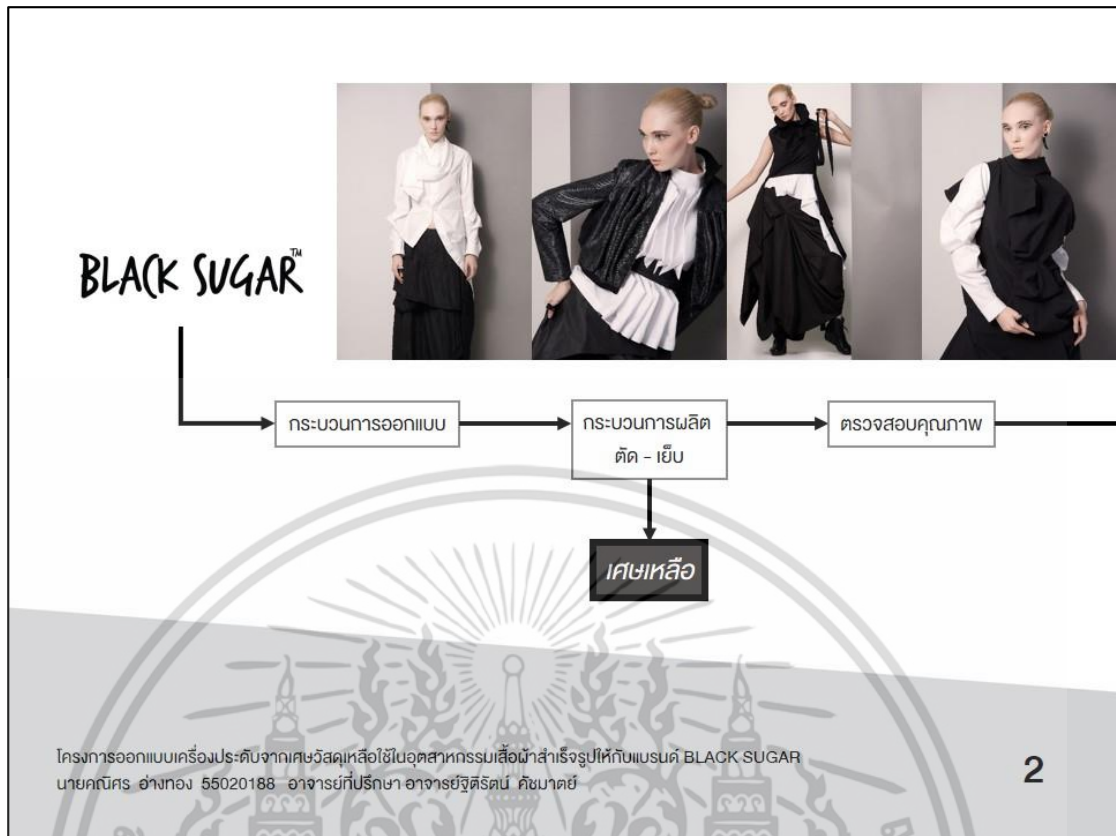 BLACK SUGAR™
กระบวนการออกแบบ
กระบวนการผลิต
ตัด - เย็บ
ตรวจสอบคุณภาพ
เศษเหลือ
โครงการออกแบบเครื่องประดับจากเศษวัสดุเหลือใช้ในอุตสาหกรรมเสื้อผ้าสำเร็จรูปให้กับแบรนด์ BLACK SUGAR
นายคณิศร อ่างทอง 55020188 อาจารย์ที่ปรึกษา อาจารย์ฐิติรัตน์ คัชมาตย์
2